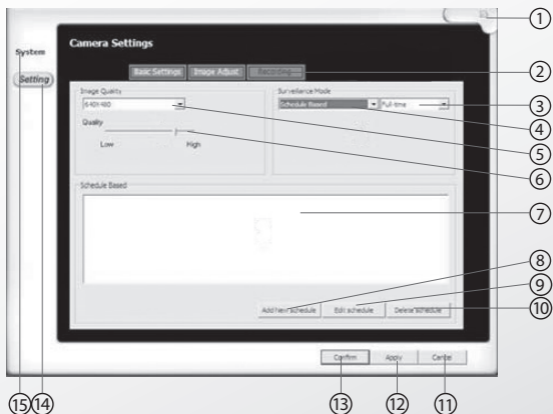 1
Camera Settings
System
Setting
Basic Settings Image Adjust Recording
2
Image Quality
Surveillance Mode
640X480
Schedule Based Full-time
3
4
Quality
5
Low High
6
Schedule Based
7
8
9
Add New Schedule Edit schedule Delete schedule
10
Confirm Apply Cancel
15 14 13 12 11